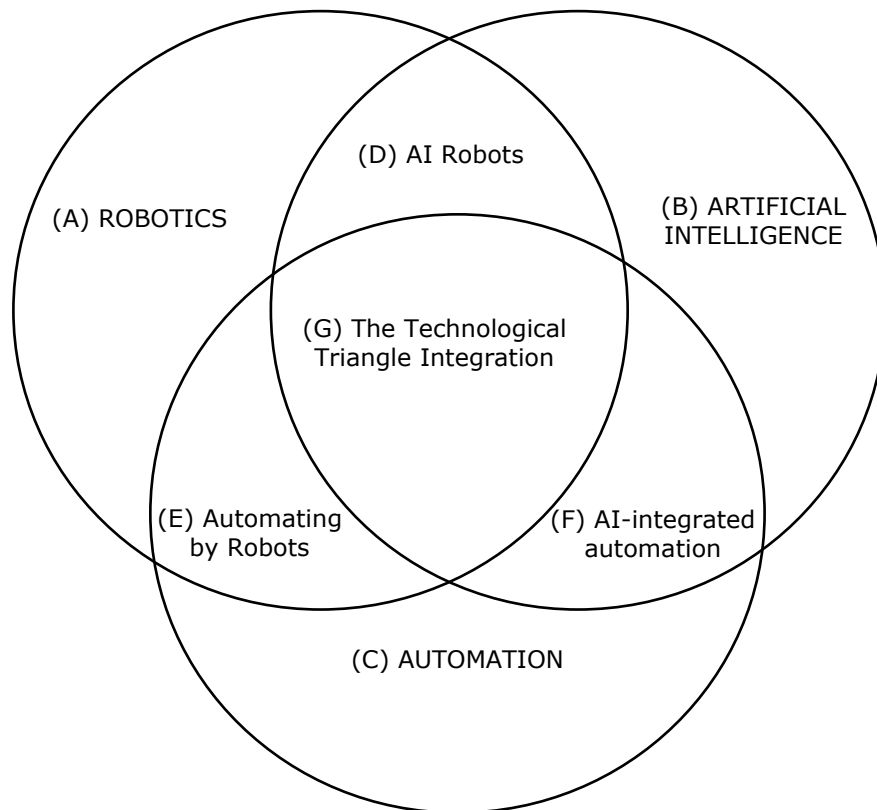 (D) AI Robots
(A) ROBOTICS
(B) ARTIFICIAL
INTELLIGENCE
(G) The Technological
Triangle Integration
(E) Automating
by Robots
(F) AI-integrated
automation
(C) AUTOMATION